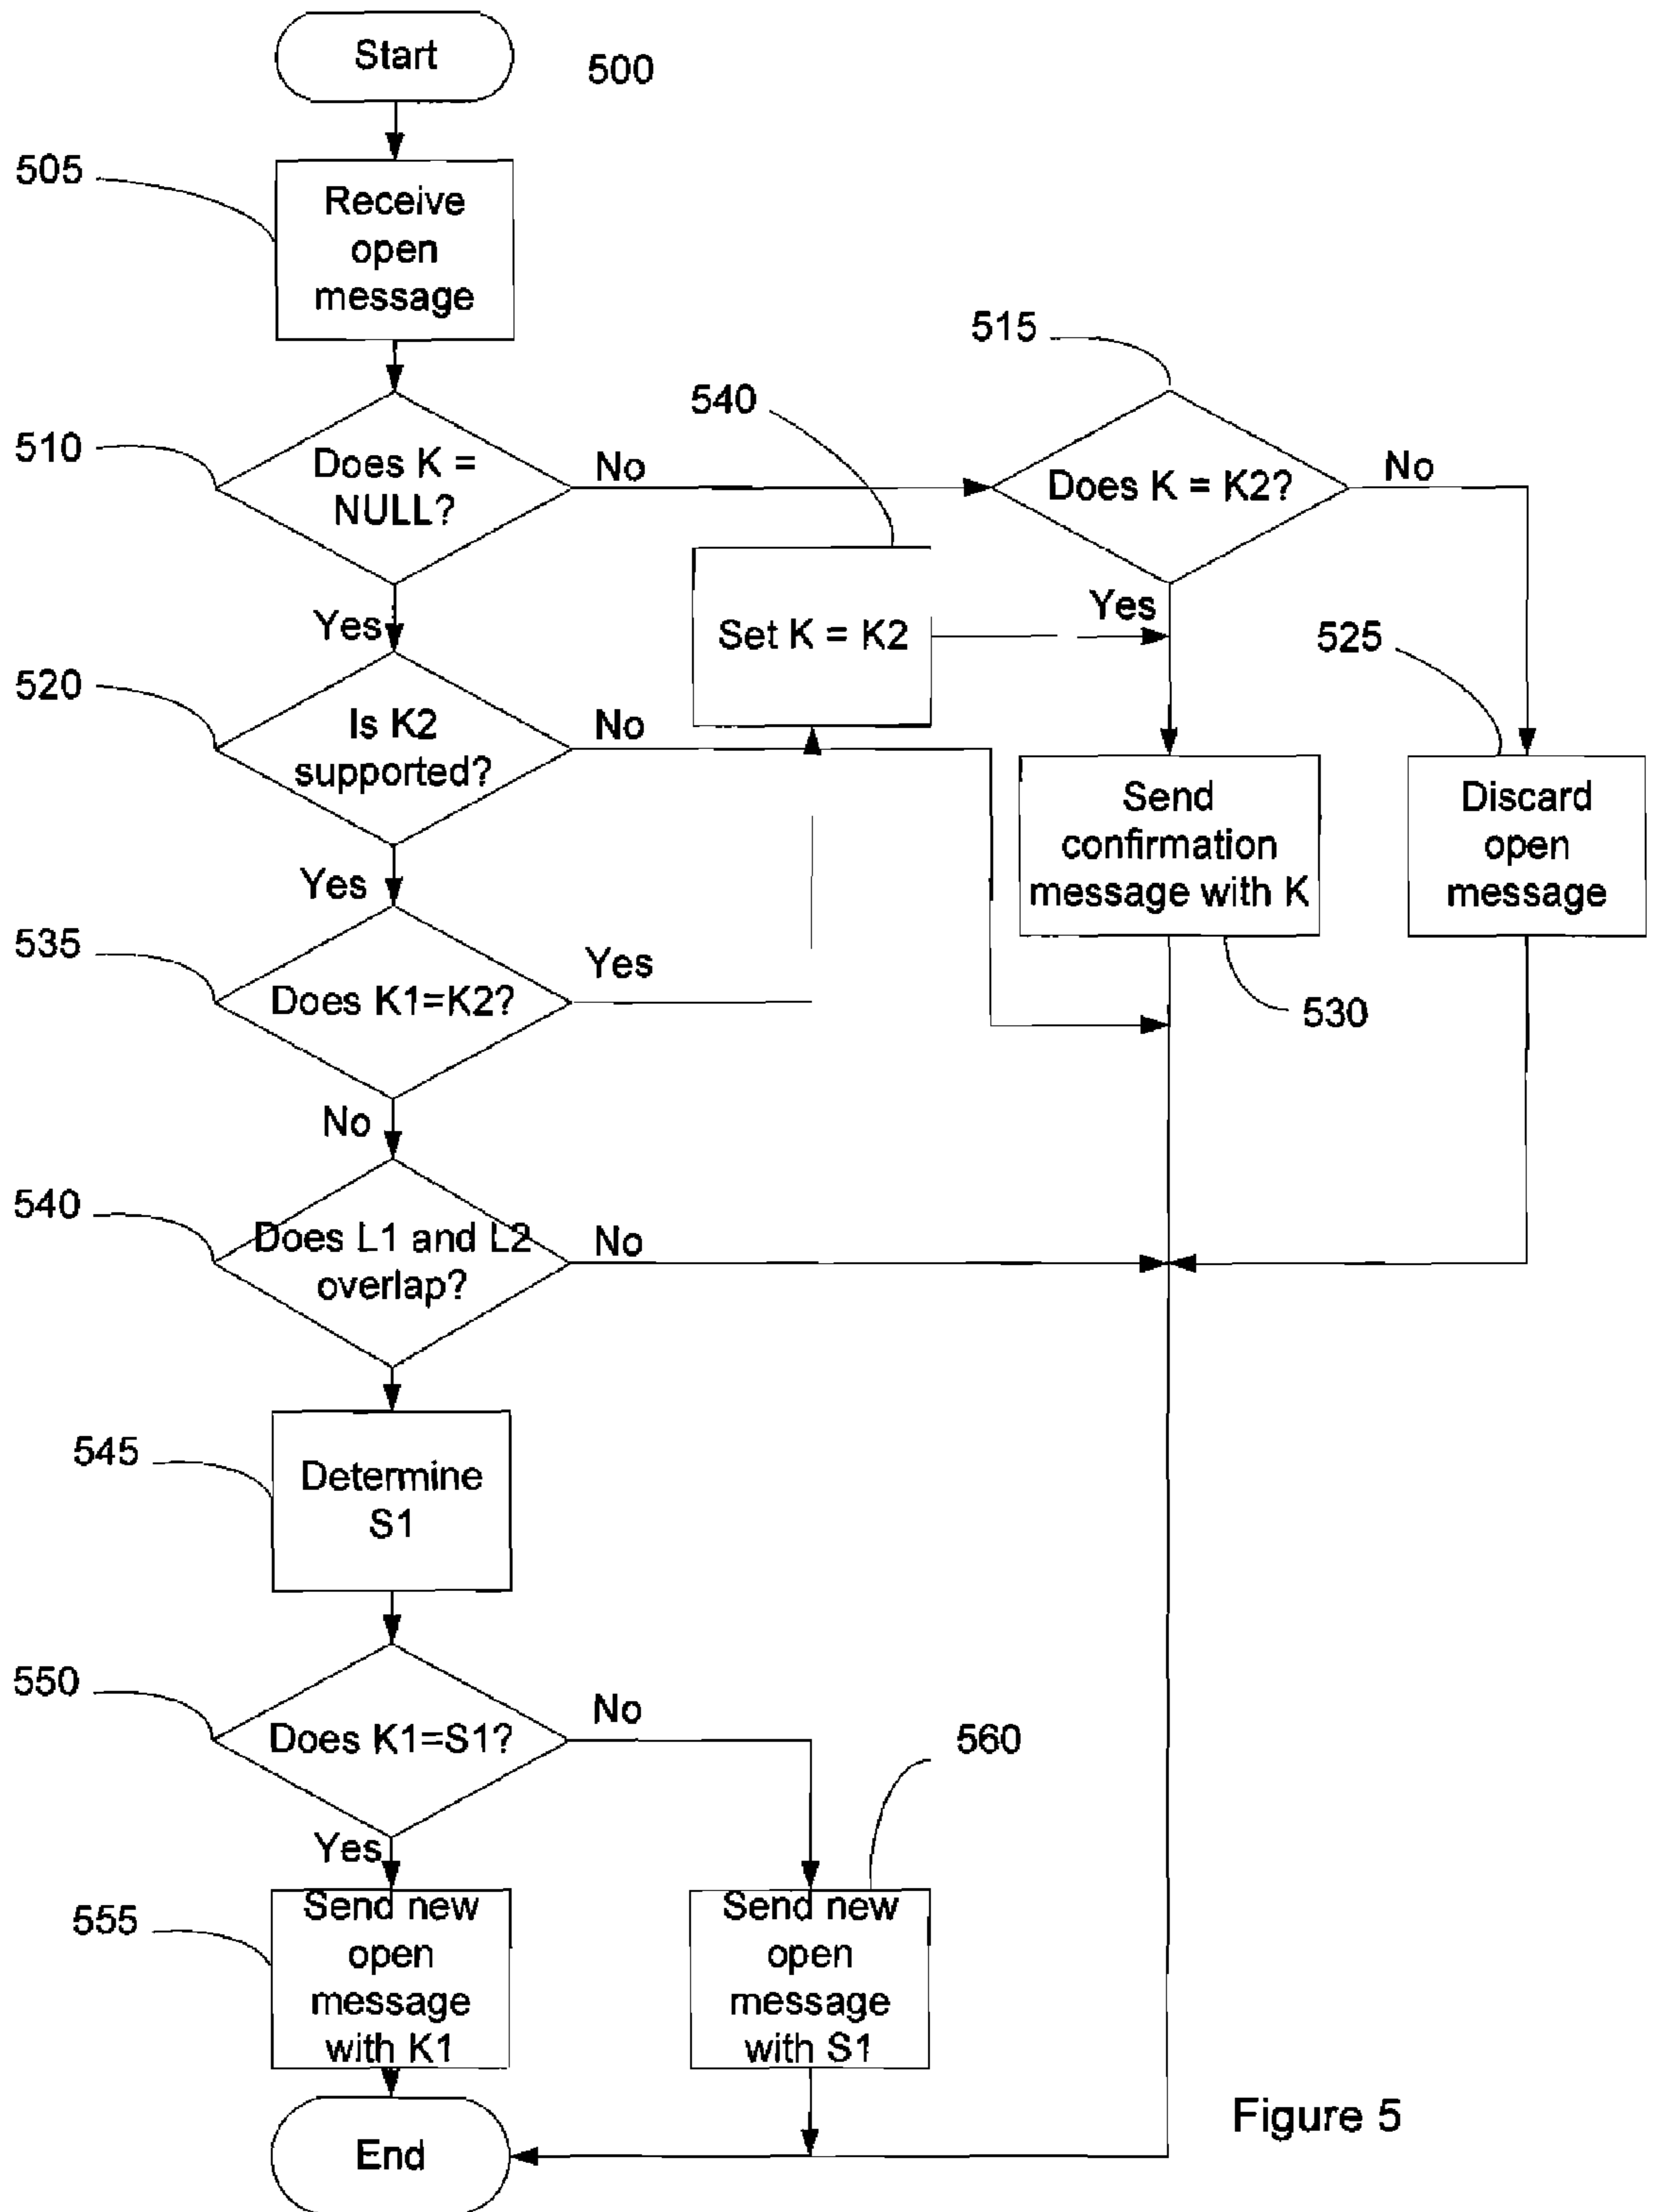 Start
500
505
Receive
open
message
515
540
510
Does K =
NULL?
No
Does K = K2?
No
Yes
Set K = K2
Yes
525
520
Is K2
supported?
No
Send
confirmation
message with K
Discard
open
message
Yes
535
Does K1=K2?
Yes
530
No
540
Does L1 and L2
overlap?
No
545
Determine
S1
550
Does K1=S1?
No
560
Yes
555
Send new
open
message
with K1
Send new
open
message
with S1
End
Figure 5